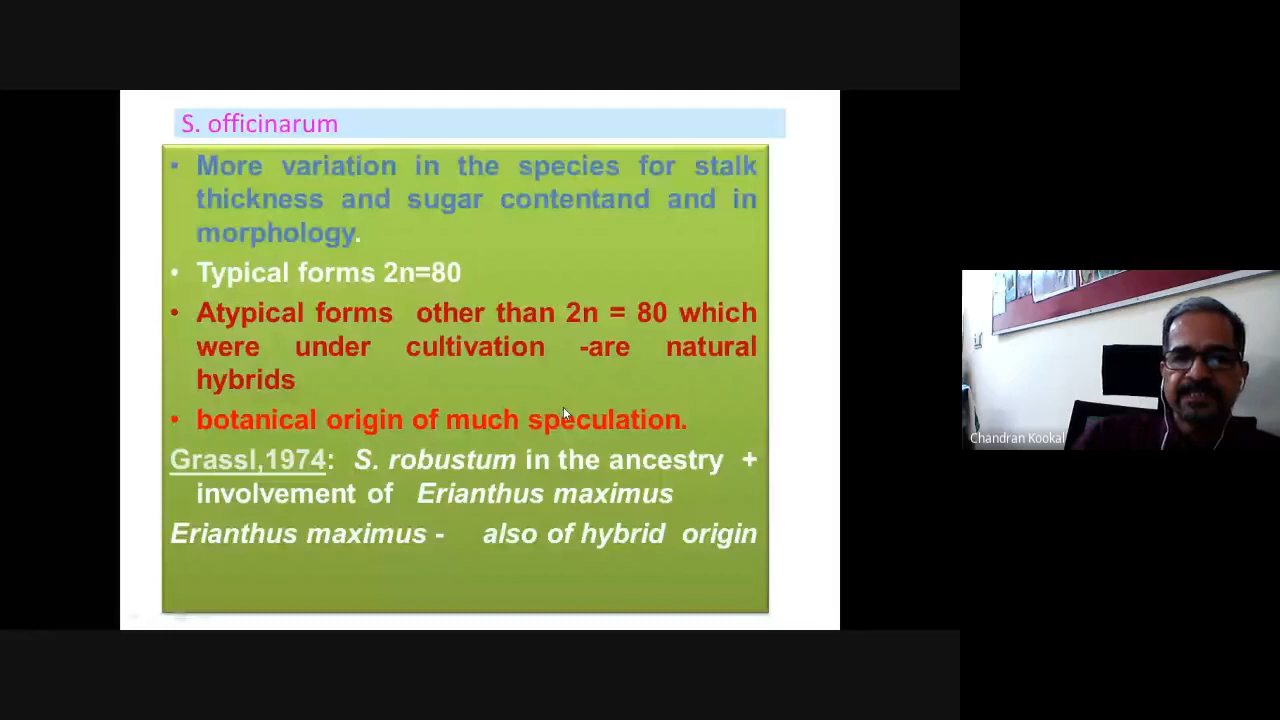 S. officinarum
• More variation in the species for stalk
thickness and sugar contentand and in
morphology.
• Typical forms 2n=80
• Atypical forms other than 2n = 80 which
were under cultivation -are natural
hybrids
• botanical origin of much speculation.
Grassl,1974: S. robustum in the ancestry +
involvement of Erianthus maximus
Erianthus maximus - also of hybrid origin
Chandran Kookal